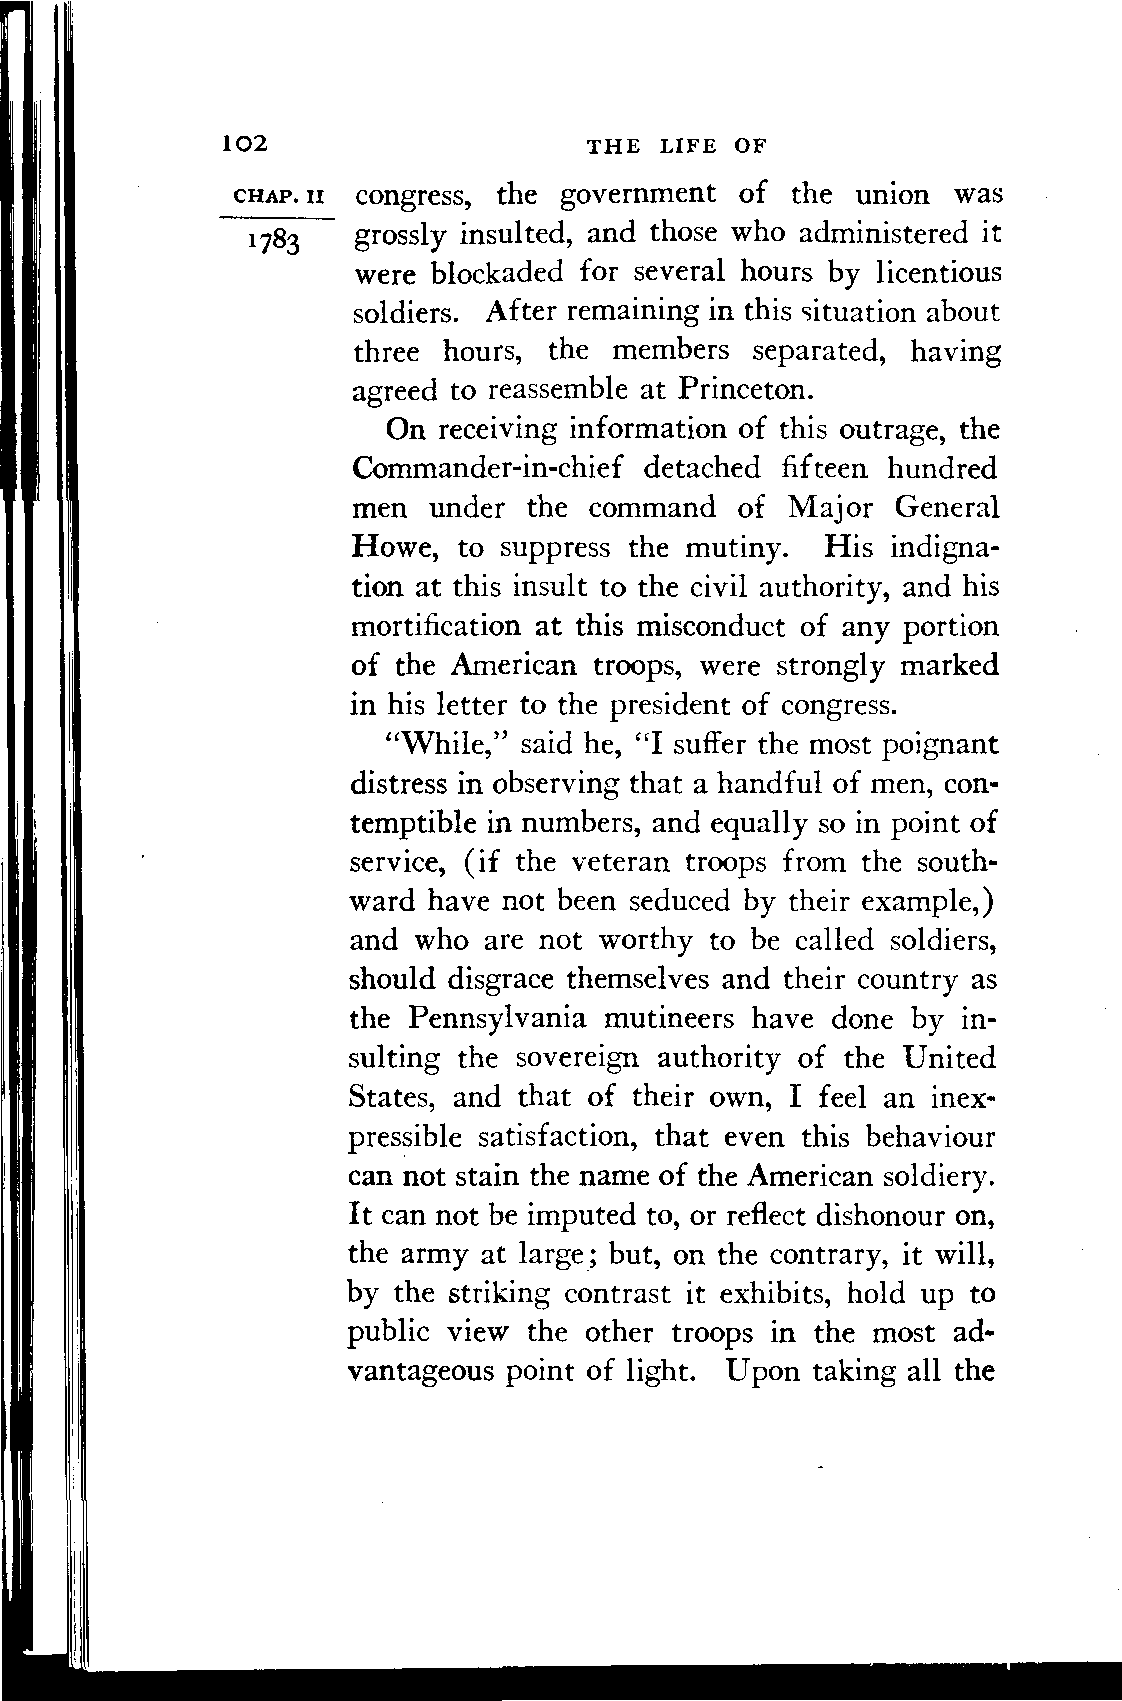 102 THE LIFE OF
CHAP. II congress, the government of the union was
1783 grossly insulted, and those who administered it
were blockaded for several hours by licentious
soldiers. After remaining in this situation about
three hours, the members separated, having
agreed to reassemble at Princeton.
On receiving information of this outrage, the
Commander-in-chief detached fifteen hundred
men under the command of Major General
Howe, to suppress the mutiny. His indigna-
tion at this insult to the civil authority, and his
mortification at this misconduct of any portion
of the American troops, were strongly marked
in his letter to the president of congress.
"While," said he, "I suffer the most poignant
distress in observing that a handful of men, con-
temptible in numbers, and equally so in point of
service, (if the veteran troops from the south-
ward have not been seduced by their example,)
and who are not worthy to be called soldiers,
should disgrace themselves and their country as
the Pennsylvania mutineers have done by in-
sulting the sovereign authority of the United
States, and that of their own, I feel an inex-
pressible satisfaction, that even this behaviour
can not stain the name of the American soldiery.
It can not be imputed to, or reflect dishonour on,
the army at large; but, on the contrary, it will,
by the striking contrast it exhibits, hold up to
public view the other troops in the most ad-
vantageous point of light. Upon taking all the